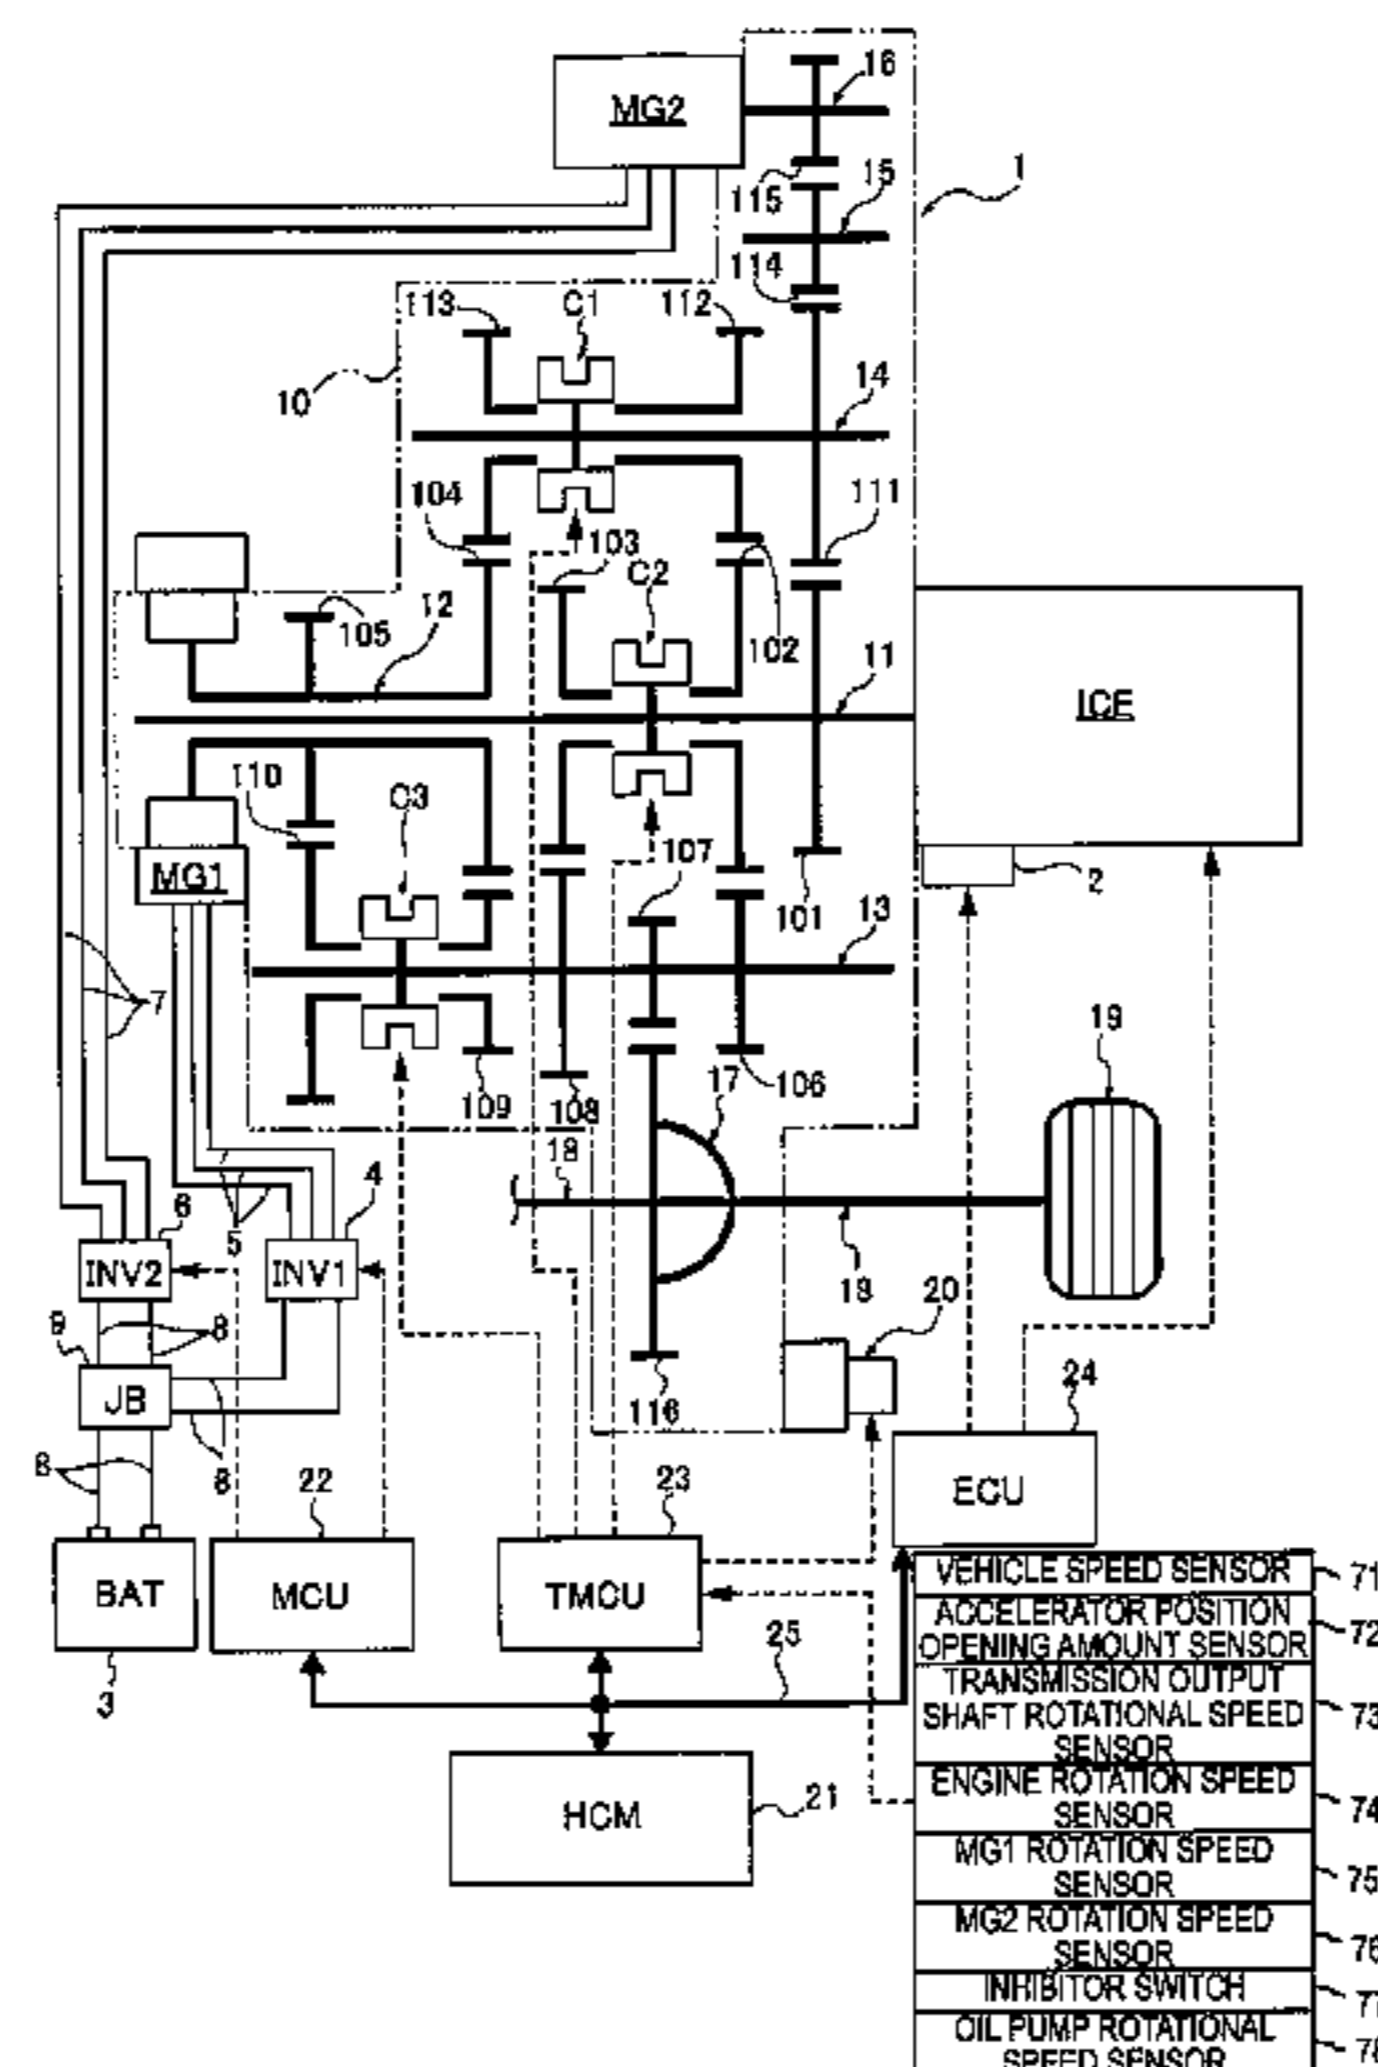 16
MG2
1
115
15
114
113
C1
112
10
14
104
111
103
C2
105
12
102
11
ICE
110
C3
107
MG1
2
101
13
7
19
109
108
17
106
18
4
6
5
INV2
INV1
18
20
9
8
JB
24
116
8
8
22
23
ECU
BAT
MCU
TMCU
VEHICLE SPEED SENSOR 71
ACCELERATOR POSITION
OPENING AMOUNT SENSOR 72
25
3
TRANSMISSION OUTPUT
SHAFT ROTATIONAL SPEED 73
SENSOR
HCM
21
ENGINE ROTATION SPEED
SENSOR 74
MG1 ROTATION SPEED
SENSOR 75
MG2 ROTATION SPEED
SENSOR 76
INHIBITOR SWITCH 77
OIL PUMP ROTATIONAL
SPEED SENSOR 78